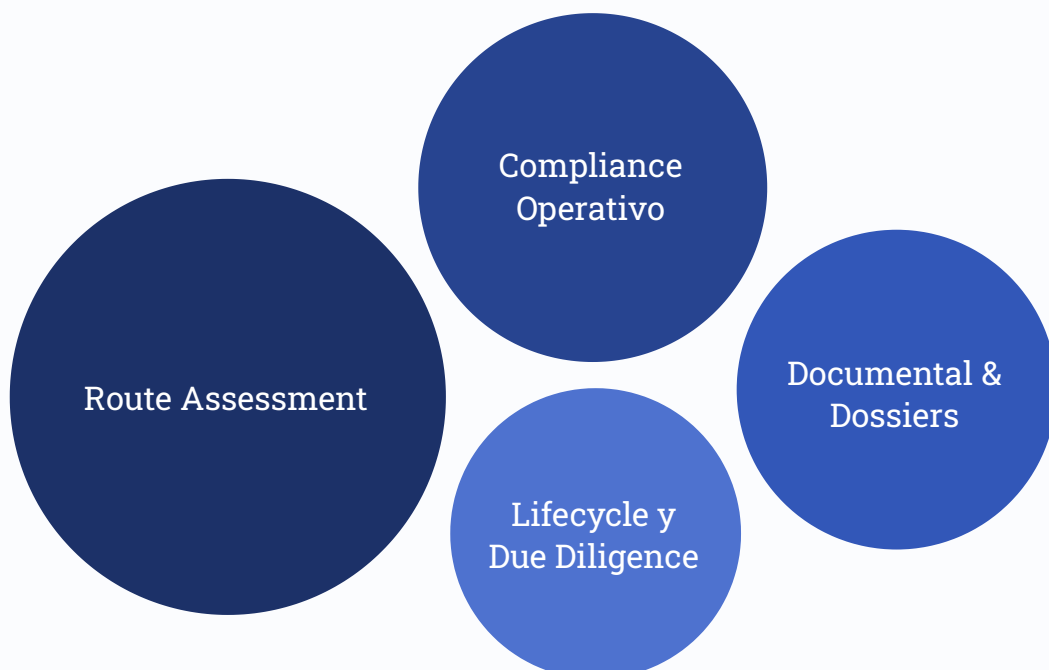 Compliance
Operativo
Route Assessment
Documental &
Dossiers
Lifecycle y
Due Diligence